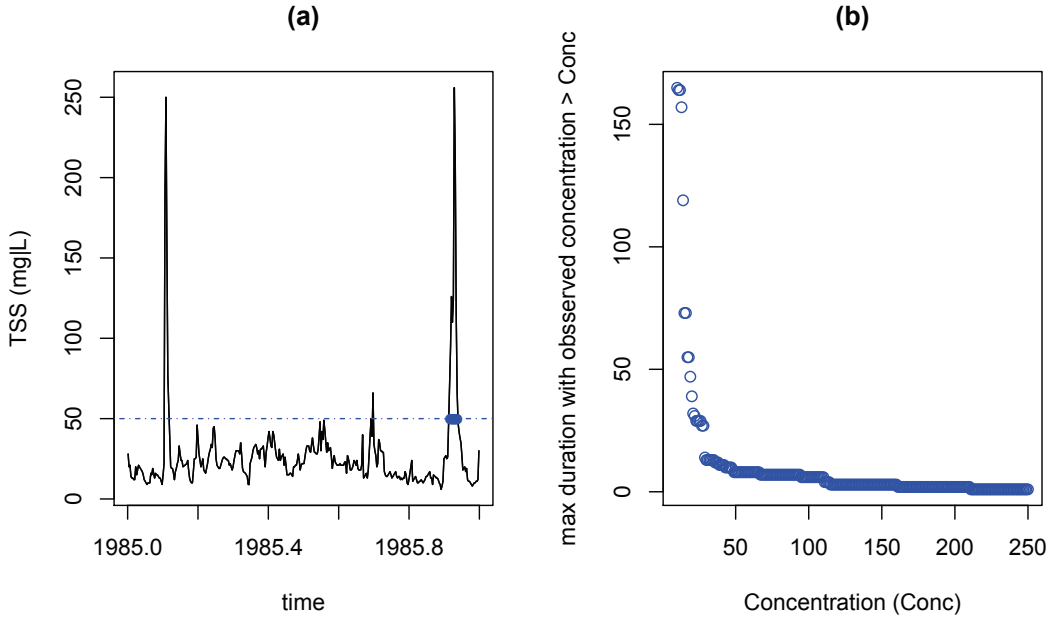 (a)
TSS (mg|L)
250
200
150
100
50
0
1985.0 1985.4 1985.8
time
(b)
max duration with obsserved concentration > Conc
150
100
50
0
50 100 150 200 250
Concentration (Conc)